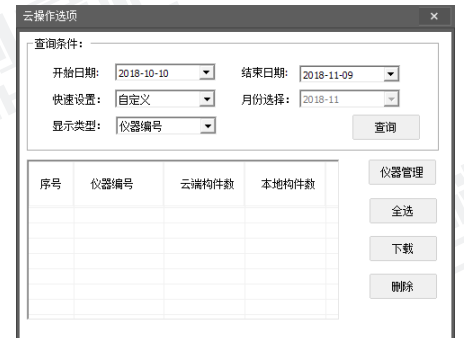 云操作选项 ×
查询条件:
开始日期: 2018-10-10 结束日期: 2018-11-09
快速设置: 自定义 月份选择: 2018-11
显示类型: 仪器编号 查询
序号 仪器编号 云端构件数 本地构件数 仪器管理
全选
下载
删除